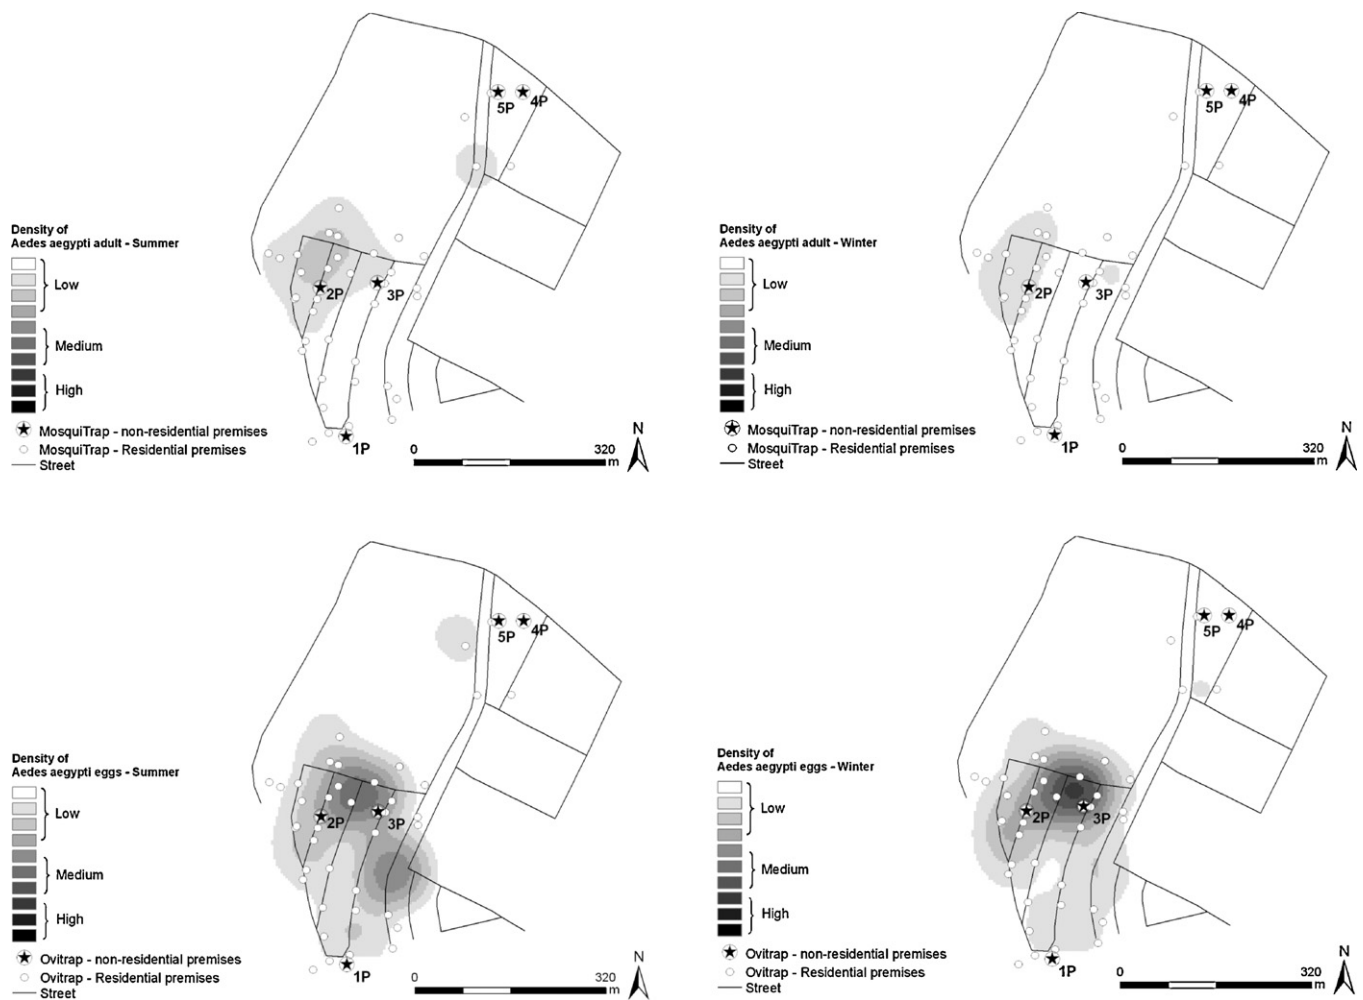 5P 4P
Density of
Aedes aegypti adult - Summer
Low
Medium
High
2P 3P
MosquiTrap - non-residential premises
MosquiTrap - Residential premises
Street
1P
0 320
m
N
5P 4P
Density of
Aedes aegypti adult - Winter
Low
Medium
High
2P 3P
MosquiTrap - non-residential premises
MosquiTrap - Residential premises
Street
1P
0 320
m
N
5P 4P
Density of
Aedes aegypti eggs - Summer
Low
Medium
High
2P 3P
Ovitrap - non-residential premises
Ovitrap - Residential premises
Street
1P
0 320
m
N
5P 4P
Density of
Aedes aegypti eggs - Winter
Low
Medium
High
2P 3P
Ovitrap - non-residential premises
Ovitrap - Residential premises
Street
1P
0 320
m
N